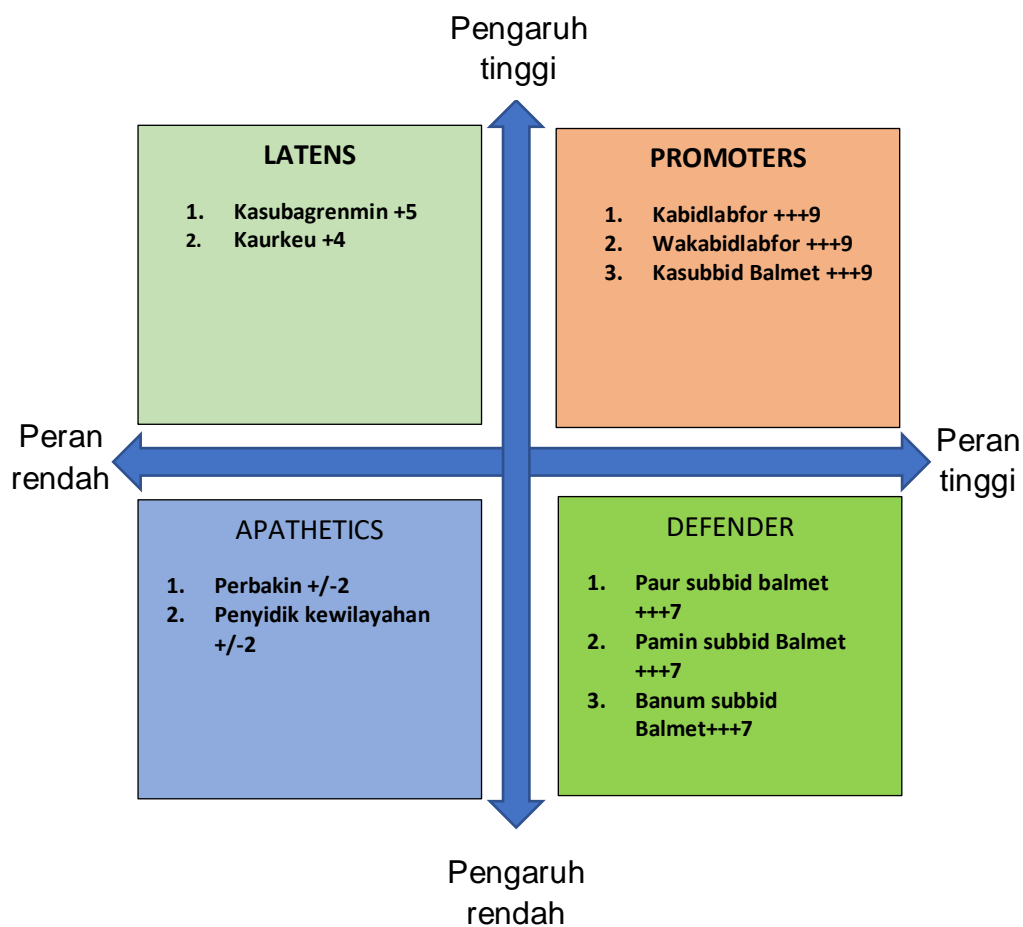 Pengaruh
tinggi
LATENS
1. Kasubagrenmin +5
2. Kaurkeu +4
PROMOTERS
1. Kabidlabfor +++9
2. Wakabidlabfor +++9
3. Kasubbid Balmet +++9
Peran
rendah
Peran
tinggi
APATHETICS
1. Perbakin +/-2
2. Penyidik kewilayahan
+/-2
DEFENDER
1. Paur subbid balmet
+++7
2. Pamin subbid Balmet
+++7
3. Banum subbid
Balmet+++7
Pengaruh
rendah